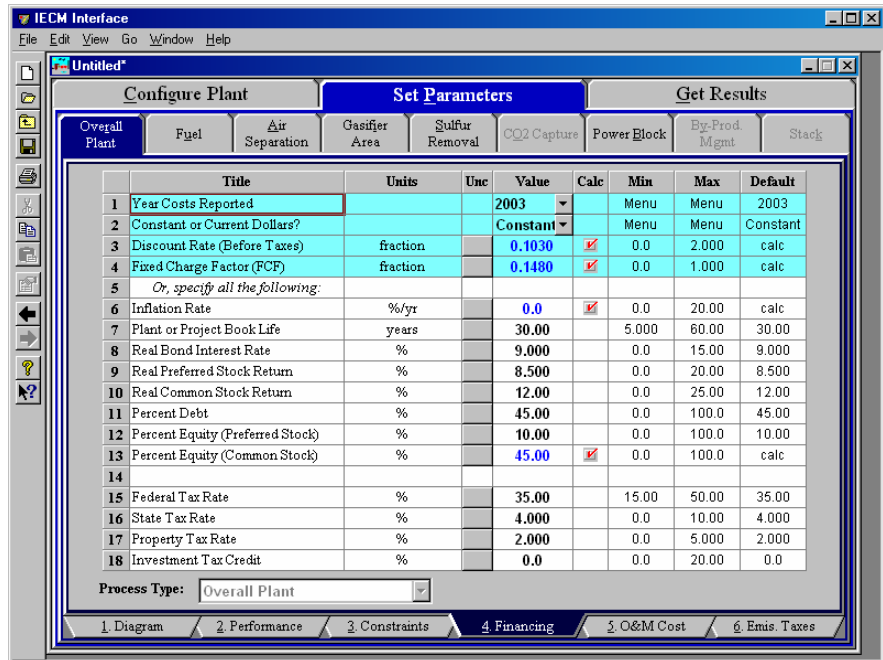 IECM Interface
File Edit View Go Window Help
Untitled*
Configure Plant Set Parameters Get Results
Overall Plant Fuel Air Separation Gasifier Area Sulfur Removal CO2 Capture Power Block By-Prod. Mgmt Stack
Title Units Unc Value Calc Min Max Default
1 Year Costs Reported 2003 Menu Menu 2003
2 Constant or Current Dollars? Constant Menu Menu Constant
3 Discount Rate (Before Taxes) fraction 0.1030 0.0 2.000 calc
4 Fixed Charge Factor (FCF) fraction 0.1480 0.0 1.000 calc
5 Or, specify all the following:
6 Inflation Rate %/yr 0.0 0.0 20.00 calc
7 Plant or Project Book Life years 30.00 5.000 60.00 30.00
8 Real Bond Interest Rate % 9.000 0.0 15.00 9.000
9 Real Preferred Stock Return % 8.500 0.0 20.00 8.500
10 Real Common Stock Return % 12.00 0.0 25.00 12.00
11 Percent Debt % 45.00 0.0 100.0 45.00
12 Percent Equity (Preferred Stock) % 10.00 0.0 100.0 10.00
13 Percent Equity (Common Stock) % 45.00 0.0 100.0 calc
14
15 Federal Tax Rate % 35.00 15.00 50.00 35.00
16 State Tax Rate % 4.000 0.0 10.00 4.000
17 Property Tax Rate % 2.000 0.0 5.000 2.000
18 Investment Tax Credit % 0.0 0.0 20.00 0.0
Process Type: Overall Plant
1. Diagram 2. Performance 3. Constraints 4. Financing 5. O&M Cost 6. Emis. Taxes